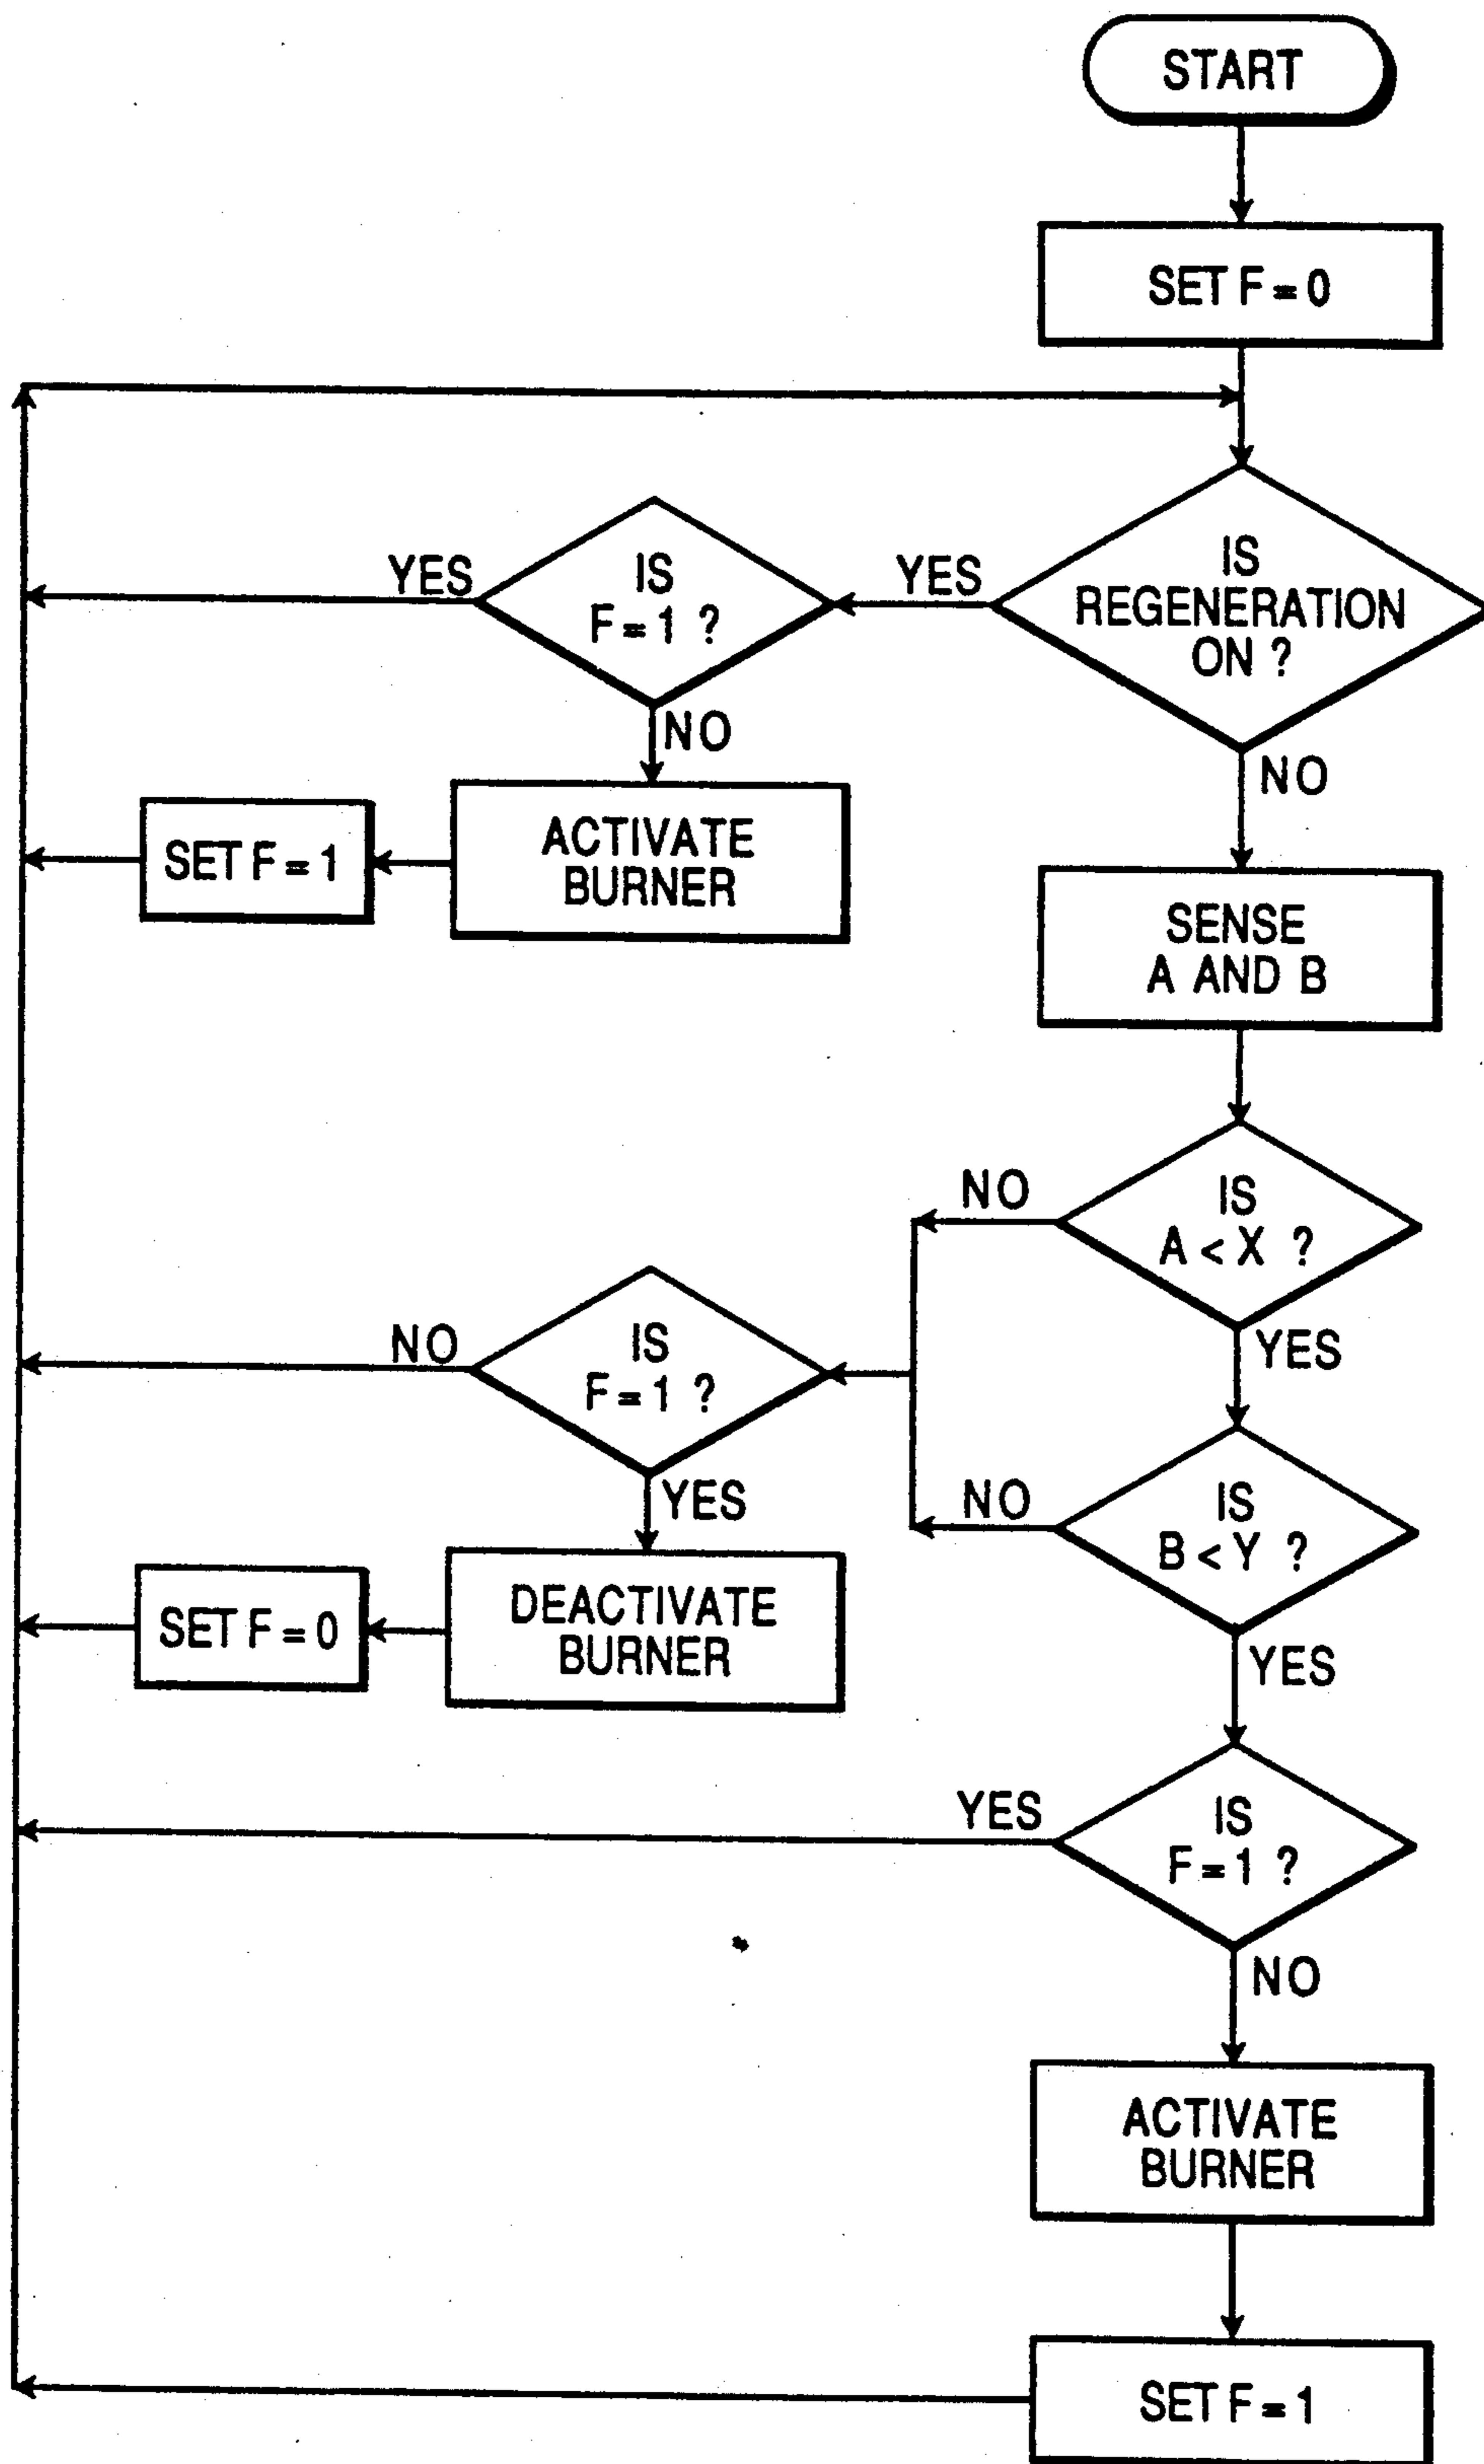 START
SET F = 0
IS
REGENERATION
ON ?
YES
NO
IS
F = 1 ?
YES
NO
ACTIVATE
BURNER
SET F = 1
SENSE
A AND B
IS
A < X ?
NO
YES
IS
F = 1 ?
NO
YES
IS
B < Y ?
NO
YES
DEACTIVATE
BURNER
SET F = 0
IS
F = 1 ?
YES
NO
ACTIVATE
BURNER
SET F = 1